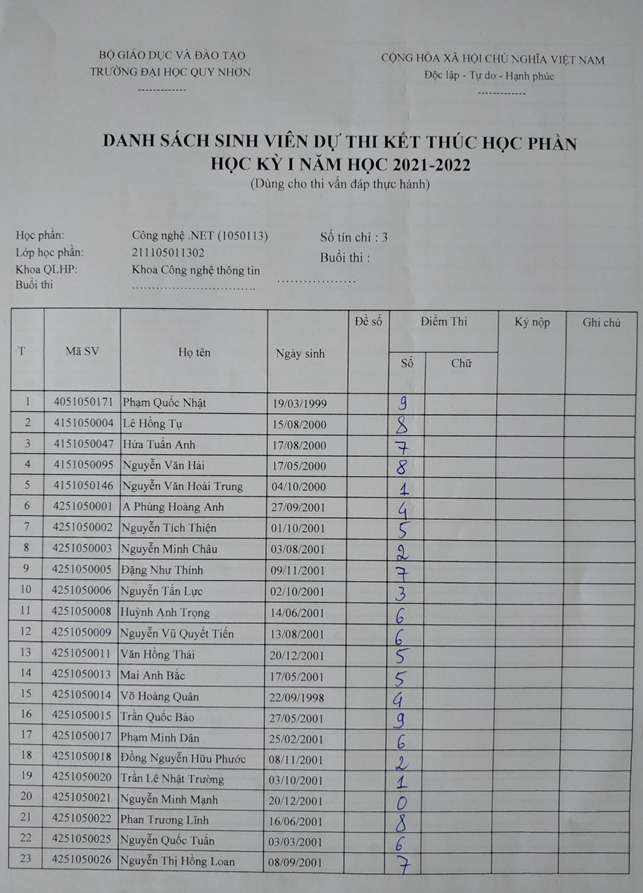 BỘ GIÁO DỤC VÀ ĐÀO TẠO
TRƯỜNG ĐẠI HỌC QUY NHƠN
------------
CỘNG HÒA XÃ HỘI CHỦ NGHĨA VIỆT NAM
Độc lập - Tự do - Hạnh phúc
------------
DANH SÁCH SINH VIÊN DỰ THI KẾT THÚC HỌC PHẦN
HỌC KỲ I NĂM HỌC 2021-2022
(Dùng cho thi vấn đáp thực hành)
Học phần: Công nghệ .NET (1050113) Số tín chỉ : 3
Lớp học phần: 211105011302 Buổi thi :
Khoa QLHP: Khoa Công nghệ thông tin ..................
Buổi thi ..............................
T Mã SV Họ tên Ngày sinh Đề số Điểm Thi Ký nộp Ghi chú
Số Chữ
1 4051050171 Phạm Quốc Nhật 19/03/1999 9
2 4151050004 Lê Hồng Tụ 15/08/2000 8
3 4151050047 Hứa Tuấn Anh 17/08/2000 7
4 4151050095 Nguyễn Văn Hải 17/05/2000 8
5 4151050146 Nguyễn Văn Hoài Trung 04/10/2000 1
6 4251050001 A Phùng Hoàng Anh 27/09/2001 4
7 4251050002 Nguyễn Tích Thiện 01/10/2001 5
8 4251050003 Nguyễn Minh Châu 03/08/2001 2
9 4251050005 Đặng Như Thính 09/11/2001 7
10 4251050006 Nguyễn Tấn Lực 02/10/2001 3
11 4251050008 Huỳnh Anh Trọng 14/06/2001 6
12 4251050009 Nguyễn Vũ Quyết Tiến 13/08/2001 6
13 4251050011 Văn Hồng Thái 20/12/2001 5
14 4251050013 Mai Anh Bắc 17/05/2001 5
15 4251050014 Võ Hoàng Quân 22/09/1998 4
16 4251050015 Trần Quốc Bảo 27/05/2001 9
17 4251050017 Phạm Minh Dân 25/02/2001 6
18 4251050018 Đồng Nguyễn Hữu Phước 08/11/2001 2
19 4251050020 Trần Lê Nhật Trường 03/10/2001 1
20 4251050021 Nguyễn Minh Mạnh 20/12/2001 0
21 4251050022 Phan Trương Lĩnh 16/06/2001 8
22 4251050025 Nguyễn Quốc Tuấn 03/03/2001 6
23 4251050026 Nguyễn Thị Hồng Loan 08/09/2001 7